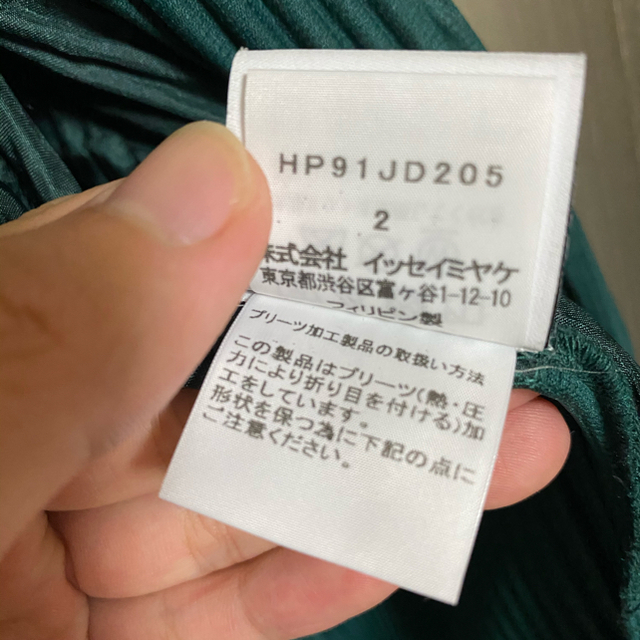 HP91JD205
2
株式会社 イッセイミヤケ
東京都渋谷区富ヶ谷1-12-10
フィリピン製
プリーツ加工製品の取扱い方法
この製品はプリーツ(熱・圧
力により折り目を付ける)加
工をしています。
形状を保つ為に下記の点に
ご注意ください。